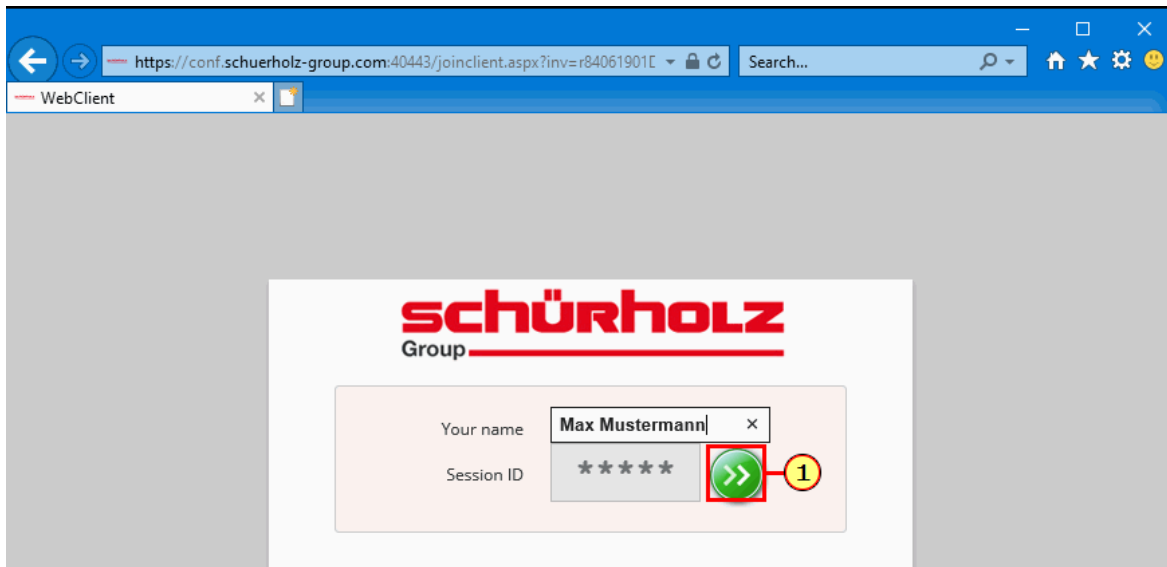 https://conf.schuerholz-group.com:40443/joinclient.aspx?inv=r84061901E
Search...
WebClient
schürholz
Group
Your name
Max Mustermann
Session ID
*****
1